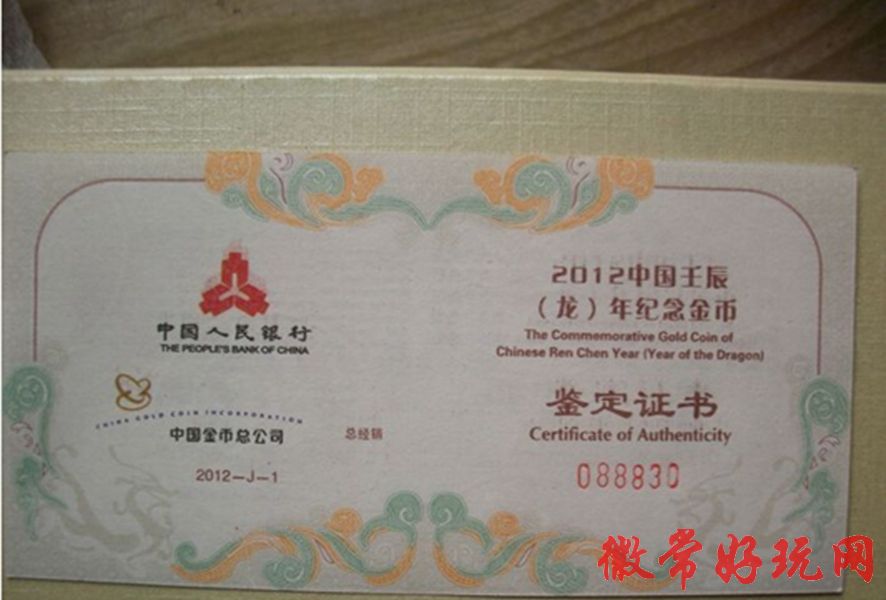 中国人民银行
THE PEOPLE'S BANK OF CHINA
CHINA GOLD COIN INCORPORATION
中国金币总公司
总经销
2012-J-1
2012中国壬辰
(龙)年纪念金币
The Commemorative Gold Coin of
Chinese Ren Chen Year (Year of the Dragon)
鉴定证书
Certificate of Authenticity
088830
徽常好玩网